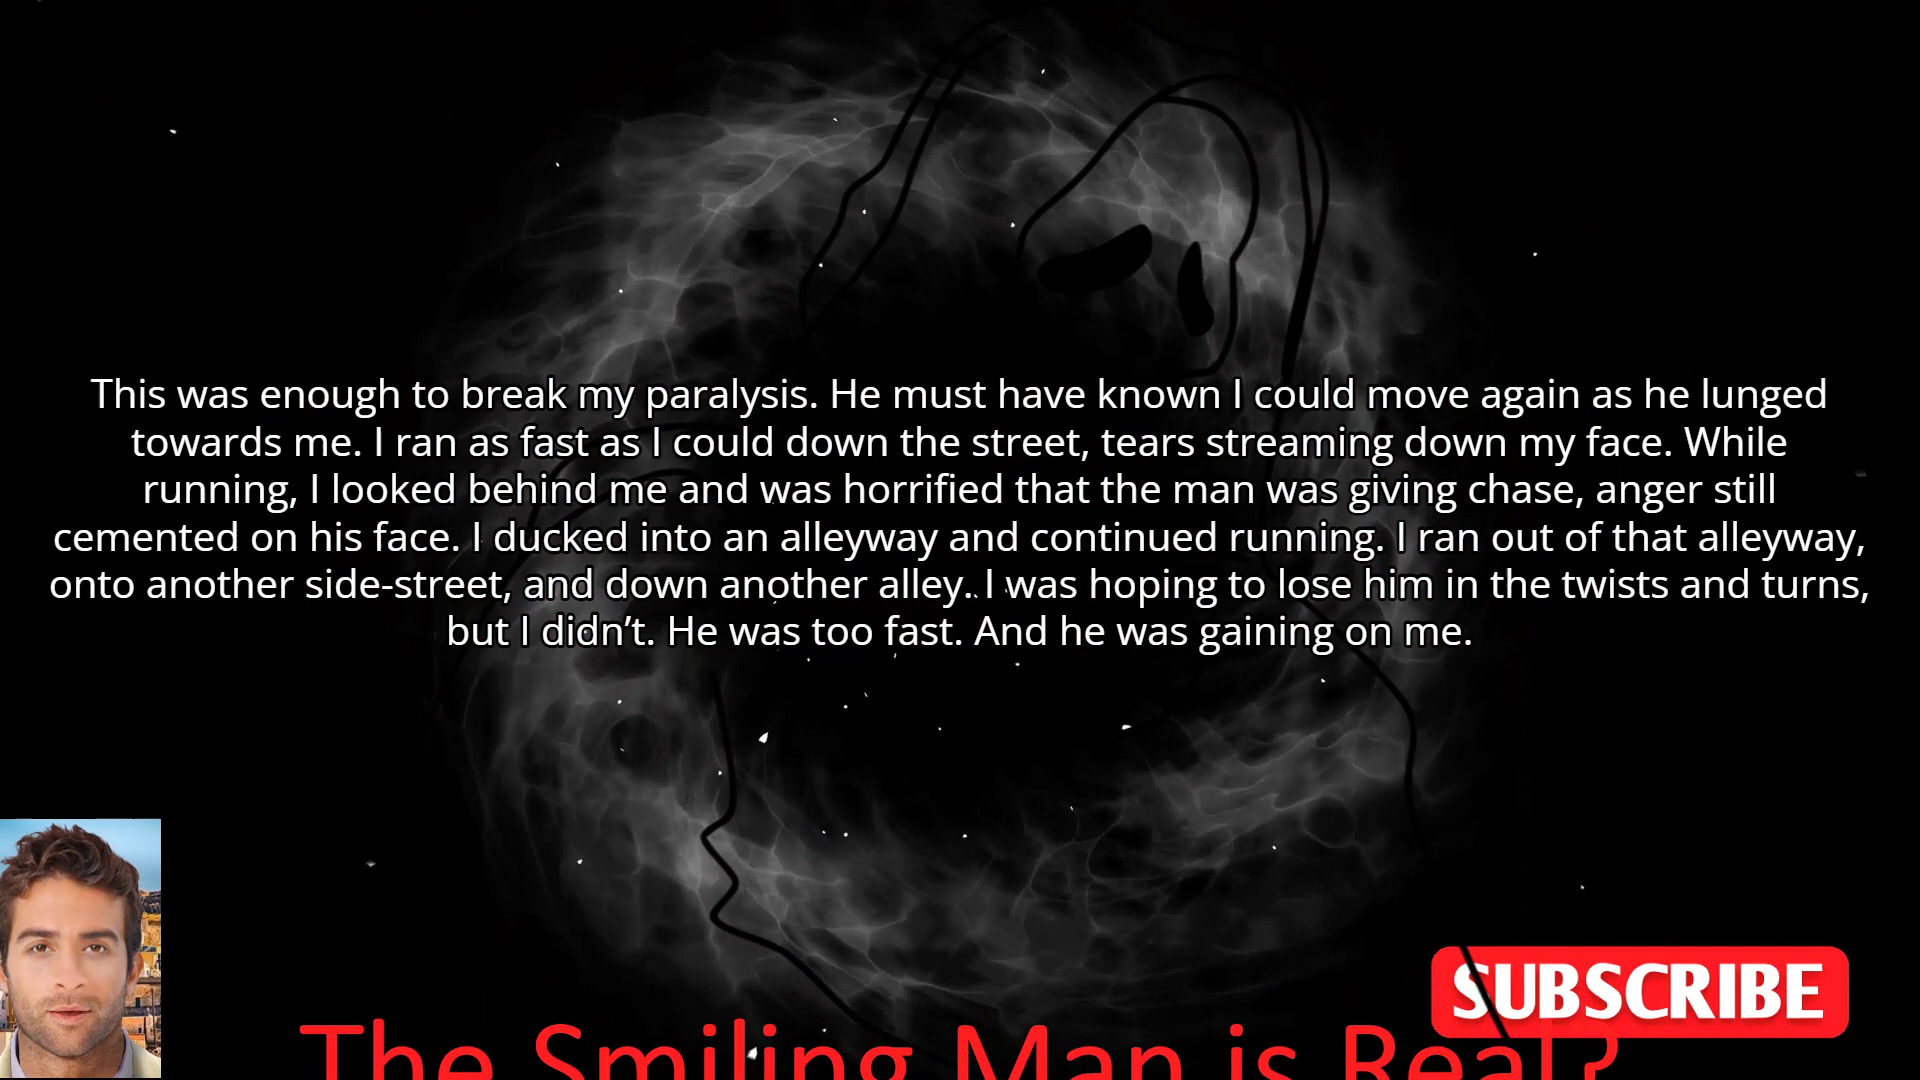 This was enough to break my paralysis. He must have known I could move again as he lunged
towards me. I ran as fast as I could down the street, tears streaming down my face. While
running, I looked behind me and was horrified that the man was giving chase, anger still
cemented on his face. I ducked into an alleyway and continued running. I ran out of that alleyway,
onto another side-street, and down another alley. I was hoping to lose him in the twists and turns,
but I didn’t. He was too fast. And he was gaining on me.
SUBSCRIBE
The Smiling Man is Real?